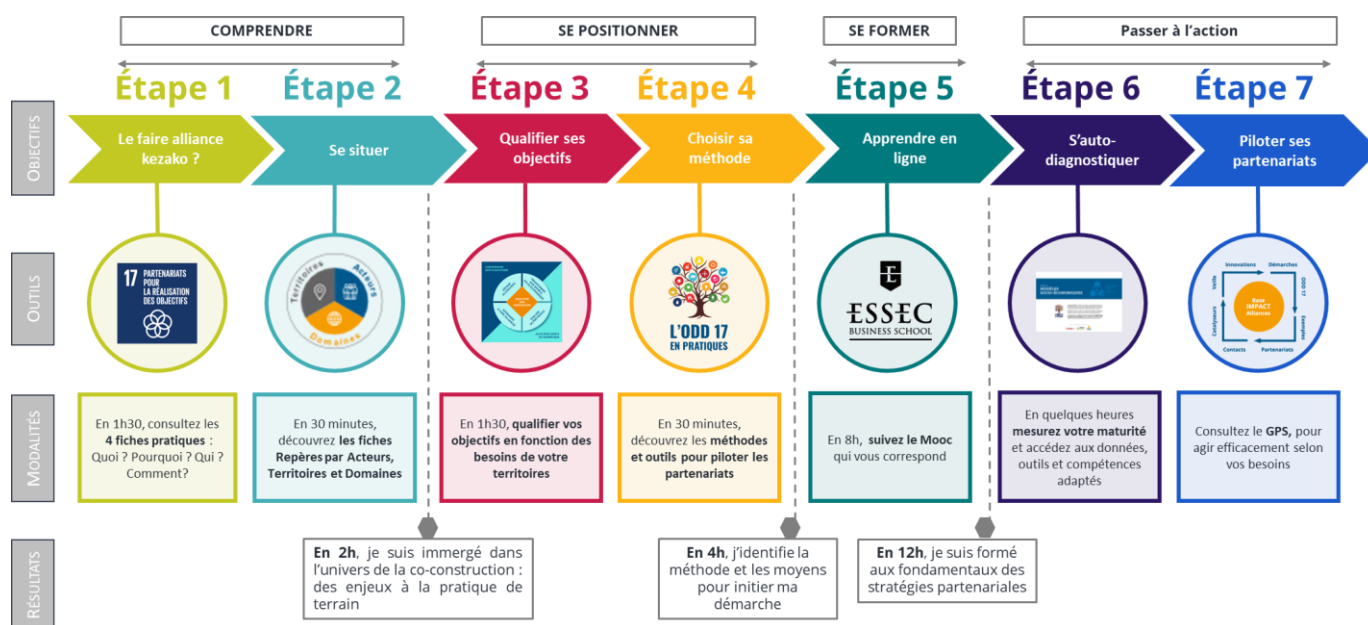 COMPRENDRE
SE POSITIONNER
SE FORMER
Passer à l'action
Étape 1
Étape 2
Étape 3
Étape 4
Étape 5
Étape 6
Étape 7
OBJECTIFS
Le faire alliance
kezako ?
Se situer
Qualifier ses
objectifs
Choisir sa
méthode
Apprendre en
ligne
S'auto-
diagnostiquer
Piloter ses
partenariats
OUTILS
17 PARTENARIATS
POUR
LA RÉALISATION
DES OBJECTIFS
Territoires
Acteurs
Domaines
L'ODD 17
EN PRATIQUES
ESSEC
BUSINESS SCHOOL
Innovations
Démarches
ODD 17
Exemples
Partenariats
Contacts
Catalyseurs
Veille
Base
IMPACT
Alliances
MODALITÉS
En 1h30, consultez les
4 fiches pratiques :
Quoi ? Pourquoi ? Qui ?
Comment?
En 30 minutes,
découvrez les fiches
Repères par Acteurs,
Territoires et Domaines
En 1h30, qualifier vos
objectifs en fonction des
besoins de votre
territoires
En 30 minutes,
découvrez les méthodes
et outils pour piloter les
partenariats
En 8h, suivez le Mooc
qui vous correspond
En quelques heures
mesurez votre maturité
et accédez aux données,
outils et compétences
adaptés
Consultez le GPS, pour
agir efficacement selon
vos besoins
RÉSULTATS
En 2h, je suis immergé dans
l'univers de la co-construction :
des enjeux à la pratique de
terrain
En 4h, j'identifie la
méthode et les moyens
pour initier ma
démarche
En 12h, je suis formé
aux fondamentaux des
stratégies partenariales